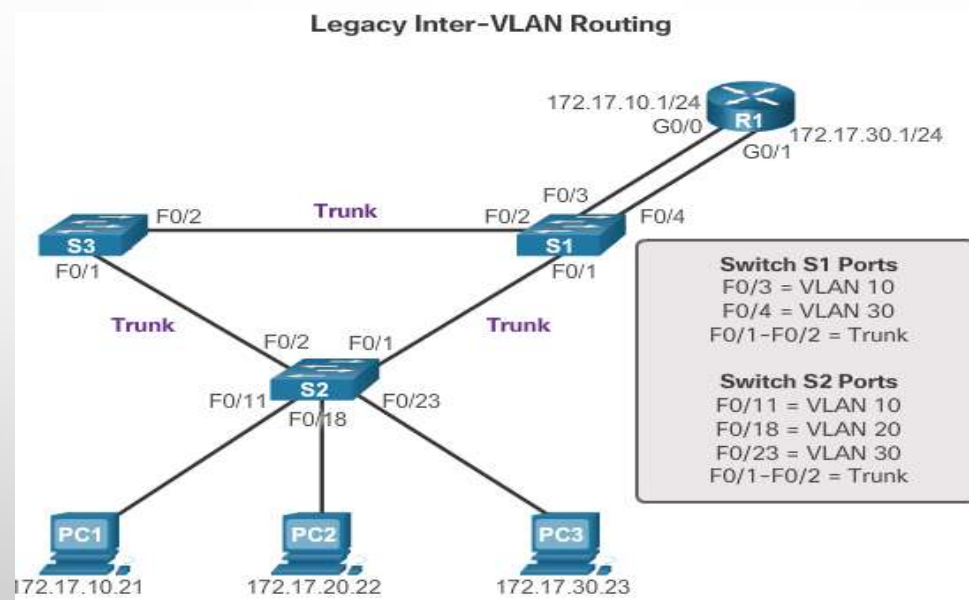 Legacy Inter-VLAN Routing
172.17.10.1/24
G0/0
R1
172.17.30.1/24
G0/1
F0/3
F0/2
Trunk
F0/2
F0/4
S3
S1
F0/1
F0/1
Trunk
Trunk
F0/2
F0/1
S2
F0/11
F0/18
F0/23
Switch S1 Ports
F0/3 = VLAN 10
F0/4 = VLAN 30
F0/1-F0/2 = Trunk
Switch S2 Ports
F0/11 = VLAN 10
F0/18 = VLAN 20
F0/23 = VLAN 30
F0/1-F0/2 = Trunk
PC1
PC2
PC3
172.17.10.21
172.17.20.22
172.17.30.23